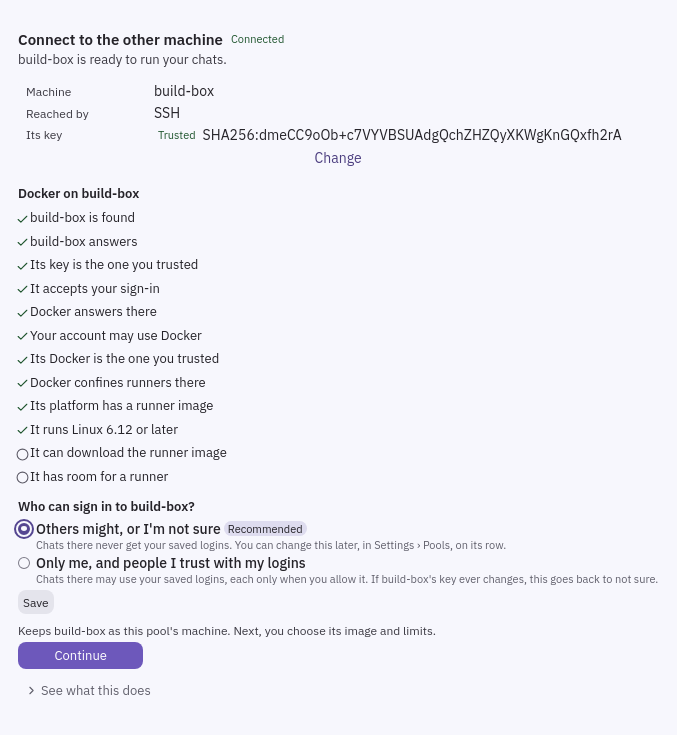 Connect to the other machine Connected
build-box is ready to run your chats.
Machine build-box
Reached by SSH
Its key Trusted SHA256:dmeCC9oOb+c7VYVBSUAdgQchZHZQyXKWgKnGQxfh2rA
Change
Docker on build-box
build-box is found
build-box answers
Its key is the one you trusted
It accepts your sign-in
Docker answers there
Your account may use Docker
Its Docker is the one you trusted
Docker confines runners there
Its platform has a runner image
It runs Linux 6.12 or later
It can download the runner image
It has room for a runner
Who can sign in to build-box?
Others might, or I'm not sure Recommended
Chats there never get your saved logins. You can change this later, in Settings › Pools, on its row.
Only me, and people I trust with my logins
Chats there may use your saved logins, each only when you allow it. If build-box's key ever changes, this goes back to not sure.
Save
Keeps build-box as this pool's machine. Next, you choose its image and limits.
Continue
See what this does